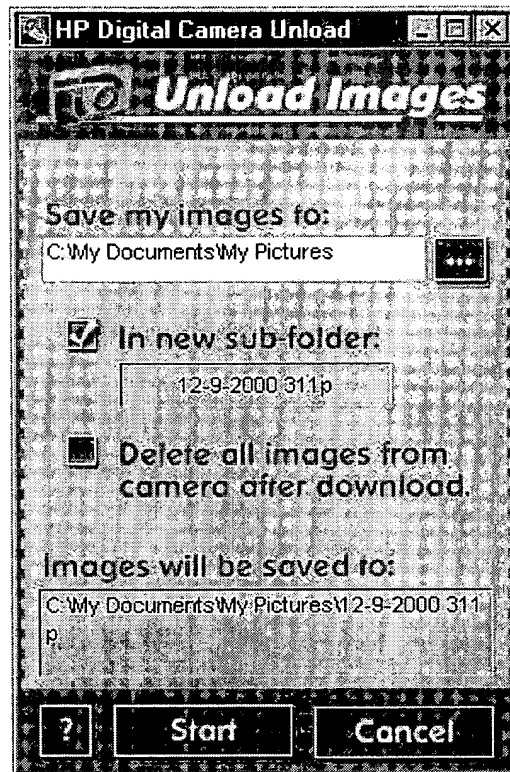 HP Digital Camera Unload
Unload Images
Save my images to:
C:\My Documents\My Pictures
...
In new sub-folder:
12-9-2000 311p
Delete all images from
camera after download.
Images will be saved to:
C:\My Documents\My Pictures\12-9-2000 311
p
? Start Cancel